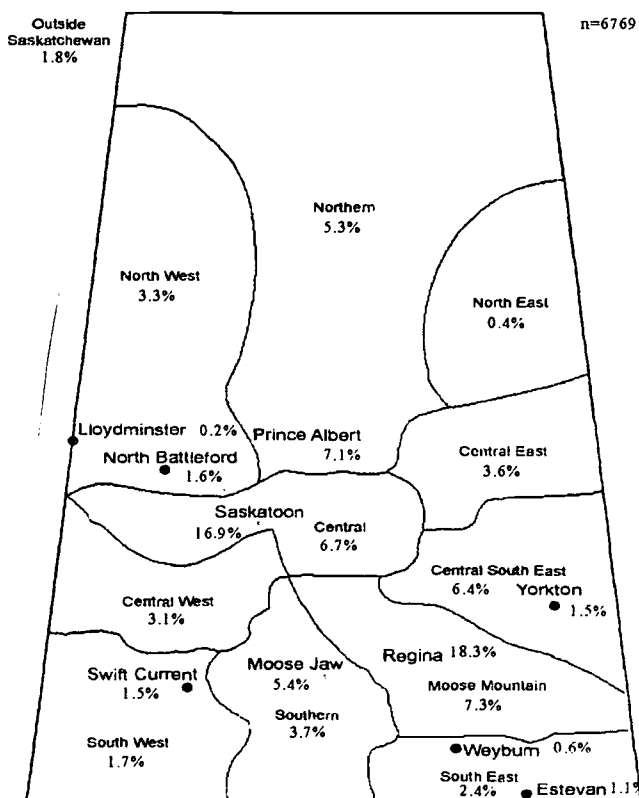 Outside
Saskatchewan
1.8%
n=6769
Northern
5.3%
North West
3.3%
North East
0.4%
Lloydminster 0.2%
Prince Albert
7.1%
North Battleford
1.6%
Central East
3.6%
Saskatoon
16.9%
Central
6.7%
Central South East
6.4%
Yorkton
1.5%
Central West
3.1%
Regina 18.3%
Moose Jaw
5.4%
Swift Current
1.5%
Moose Mountain
7.3%
Southern
3.7%
South West
1.7%
Weyburn 0.6%
South East
2.4%
Estevan 1.1%